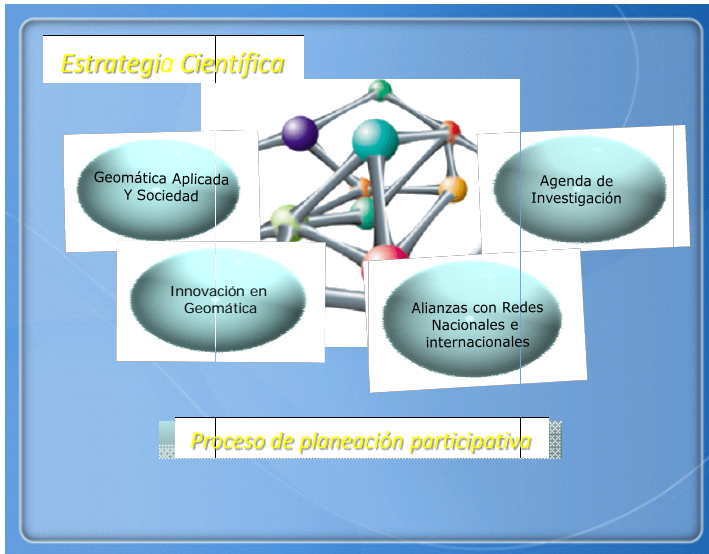 Estrategia Científica
Geomática Aplicada
Y Sociedad
Agenda de
Investigación
Innovación en
Geomática
Alianzas con Redes
Nacionales e
internacionales
Proceso de planeación participativa